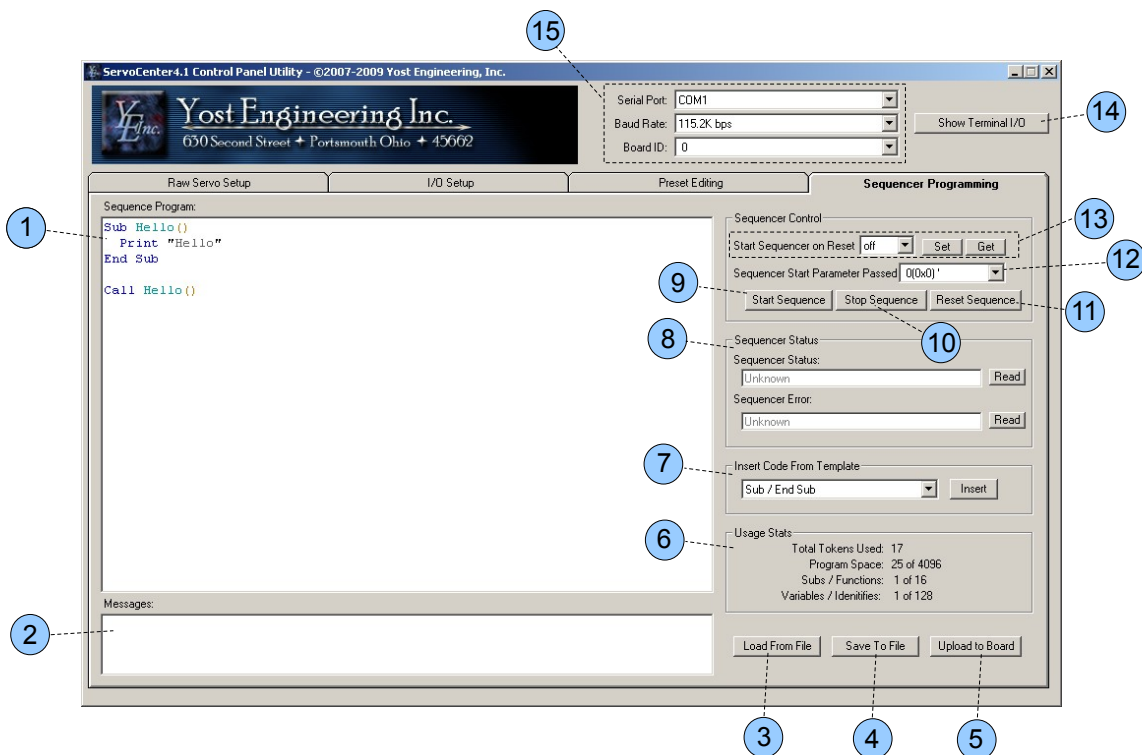 15
ServoCenter4.1 Control Panel Utility - ©2007-2009 Yost Engineering, Inc.
YEInc.
Yost Engineering Inc.
630 Second Street + Portsmouth Ohio + 45662
Serial Port: COM1
Baud Rate: 115.2K bps
Board ID: 0
Show Terminal I/O
14
Raw Servo Setup
I/O Setup
Preset Editing
Sequencer Programming
Sequence Program:
1
Sub Hello()
Print "Hello"
End Sub
Call Hello()
Sequencer Control
13
Start Sequencer on Reset off Set Get
12
Sequencer Start Parameter Passed 0(0x0) '
9
Start Sequence Stop Sequence Reset Sequence
11
10
8
Sequencer Status
Sequencer Status:
Unknown Read
Sequencer Error:
Unknown Read
7
Insert Code From Template
Sub / End Sub Insert
6
Usage Stats
Total Tokens Used: 17
Program Space: 25 of 4096
Subs / Functions: 1 of 16
Variables / Idenitifies: 1 of 128
Messages:
2
Load From File Save To File Upload to Board
3
4
5